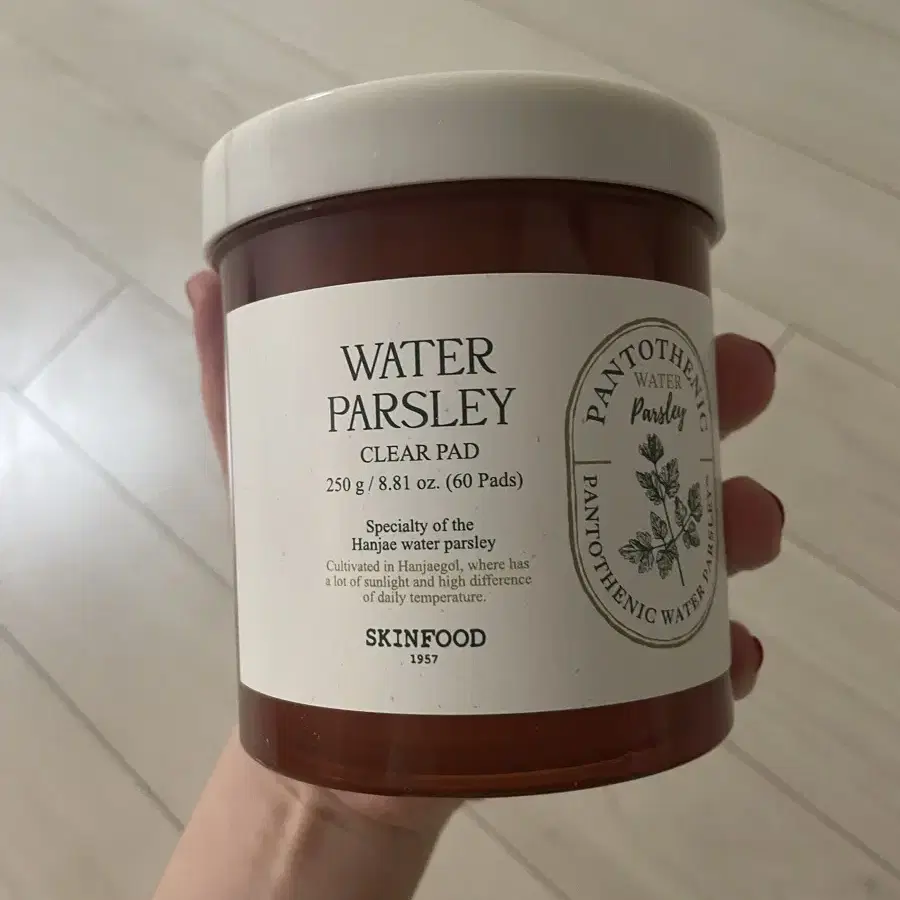 WATER
PARSLEY
CLEAR PAD
250 g / 8.81 oz. (60 Pads)
Specialty of the
Hanjae water parsley
Cultivated in Hanjaegol, where has
a lot of sunlight and high difference
of daily temperature.
SKINFOOD
1957
PANTOTHENIC
WATER
Parsley
PANTOTHENIC WATER PARSLEY